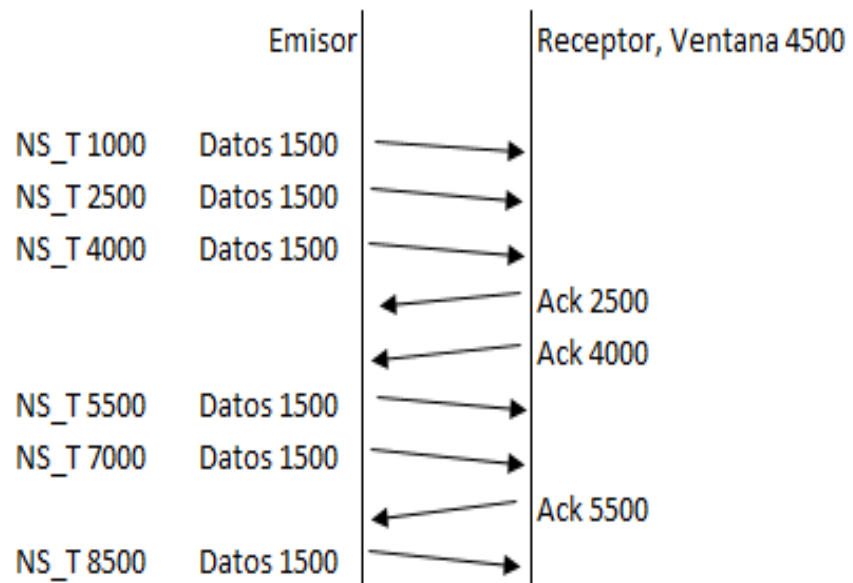 Emisor Receptor, Ventana 4500
NS_T 1000 Datos 1500
NS_T 2500 Datos 1500
NS_T 4000 Datos 1500
Ack 2500
Ack 4000
NS_T 5500 Datos 1500
NS_T 7000 Datos 1500
Ack 5500
NS_T 8500 Datos 1500